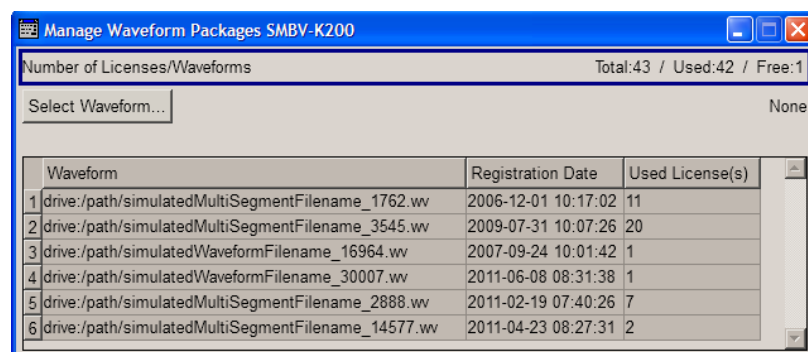 Manage Waveform Packages SMBV-K200
Number of Licenses/Waveforms Total:43 / Used:42 / Free:1
Select Waveform... None
Waveform Registration Date Used License(s)
1 drive:/path/simulatedMultiSegmentFilename_1762.wv 2006-12-01 10:17:02 11
2 drive:/path/simulatedMultiSegmentFilename_3545.wv 2009-07-31 10:07:26 20
3 drive:/path/simulatedWaveformFilename_16964.wv 2007-09-24 10:01:42 1
4 drive:/path/simulatedWaveformFilename_30007.wv 2011-06-08 08:31:38 1
5 drive:/path/simulatedMultiSegmentFilename_2888.wv 2011-02-19 07:40:26 7
6 drive:/path/simulatedMultiSegmentFilename_14577.wv 2011-04-23 08:27:31 2